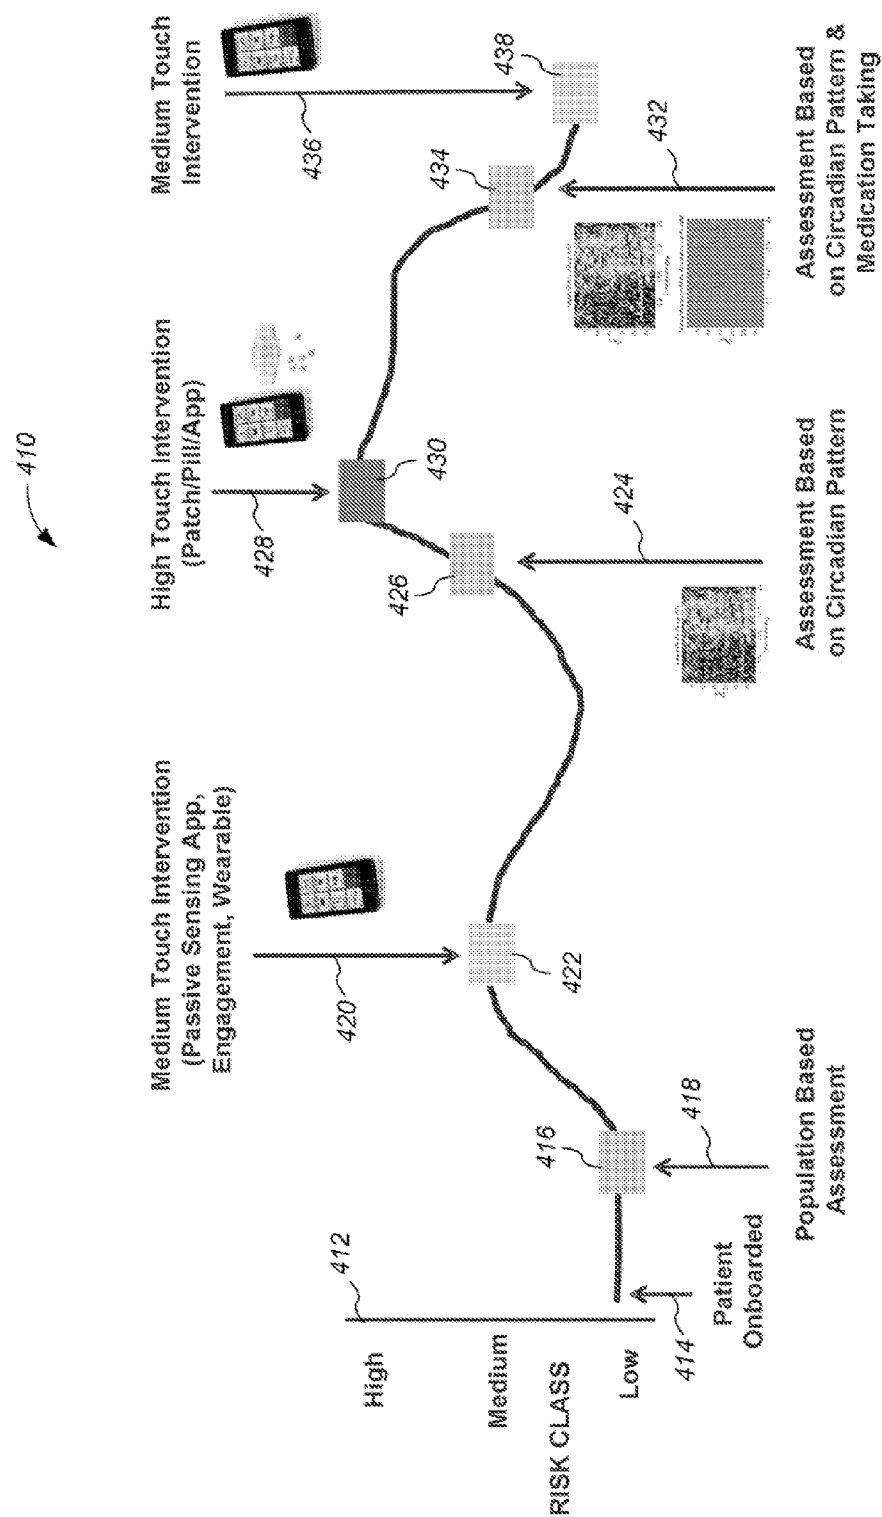 410
Medium Touch Intervention
(Passive Sensing App,
Engagement, Wearable)
420
High Touch Intervention
(Patch/Pill/App)
428
Medium Touch
Intervention
436
412
High
Medium
Low
RISK CLASS
416
422
426
430
434
438
414
Patient
Onboarded
418
Population Based
Assessment
424
Assessment Based
on Circadian Pattern
432
Assessment Based
on Circadian Pattern &
Medication Taking